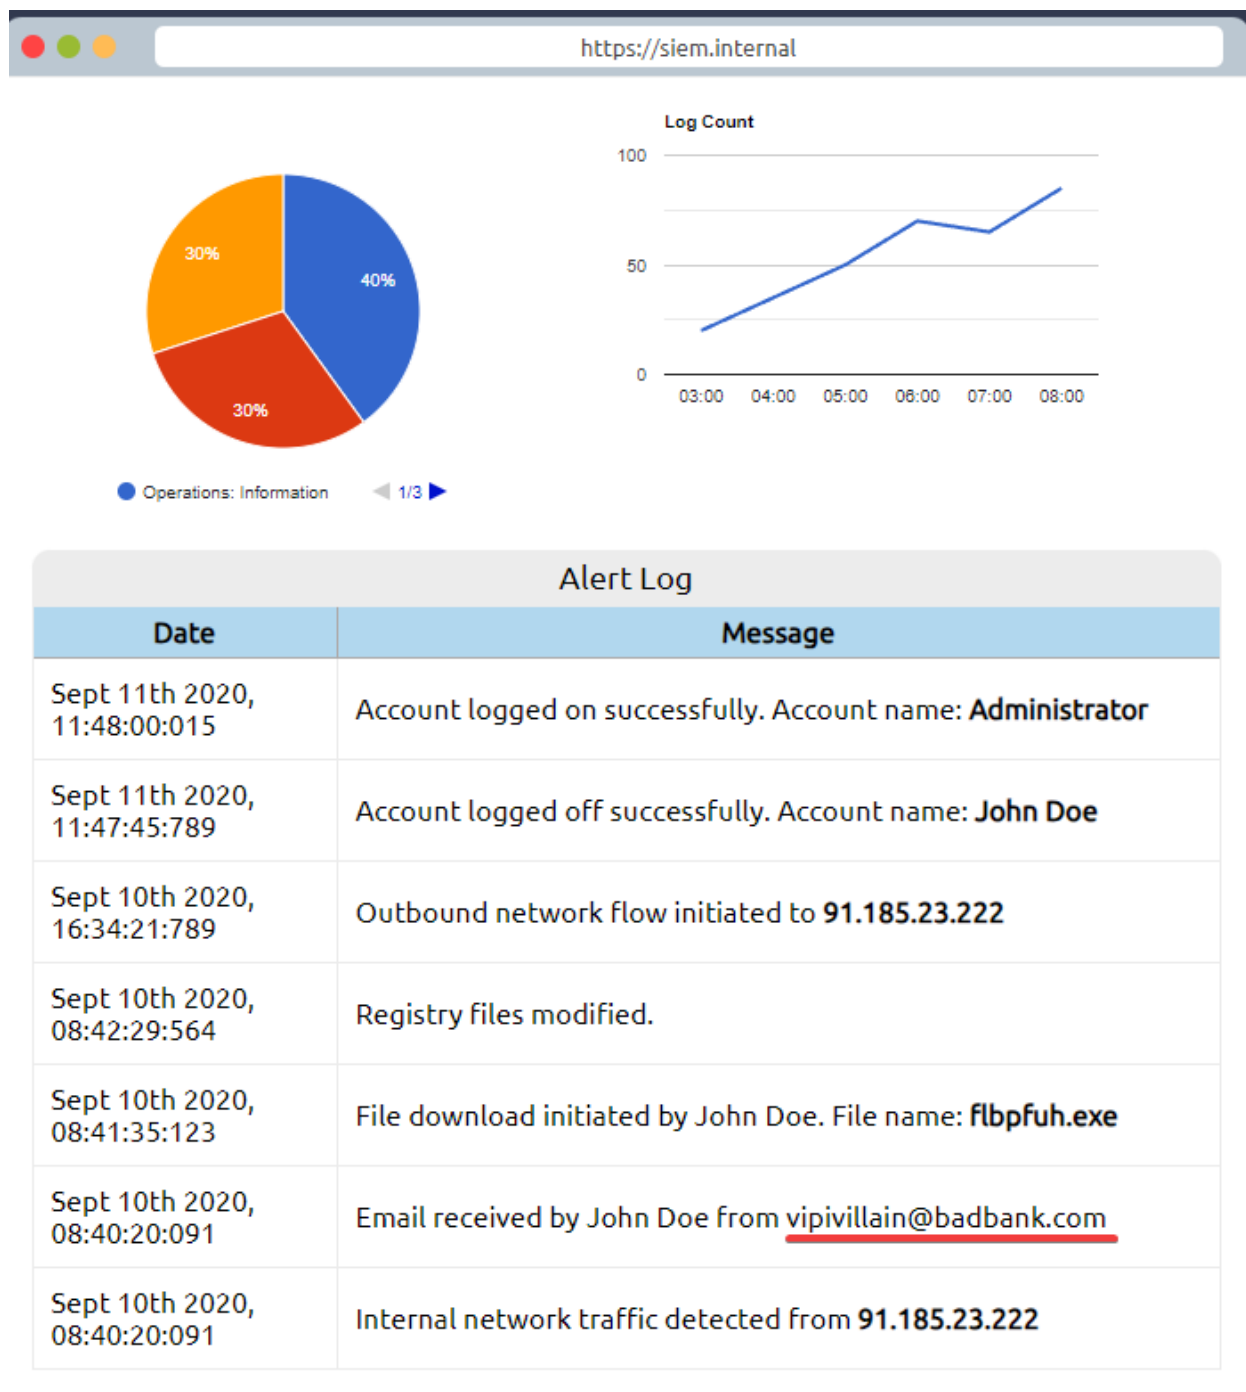 https://siem.internal
Log Count
100
50
0
03:00 04:00 05:00 06:00 07:00 08:00
30%
40%
30%
Operations: Information 1/3
Alert Log
Date Message
Sept 11th 2020,
11:48:00:015
Account logged on successfully. Account name: Administrator
Sept 11th 2020,
11:47:45:789
Account logged off successfully. Account name: John Doe
Sept 10th 2020,
16:34:21:789
Outbound network flow initiated to 91.185.23.222
Sept 10th 2020,
08:42:29:564
Registry files modified.
Sept 10th 2020,
08:41:35:123
File download initiated by John Doe. File name: flbpfuh.exe
Sept 10th 2020,
08:40:20:091
Email received by John Doe from vipivillain@badbank.com
Sept 10th 2020,
08:40:20:091
Internal network traffic detected from 91.185.23.222